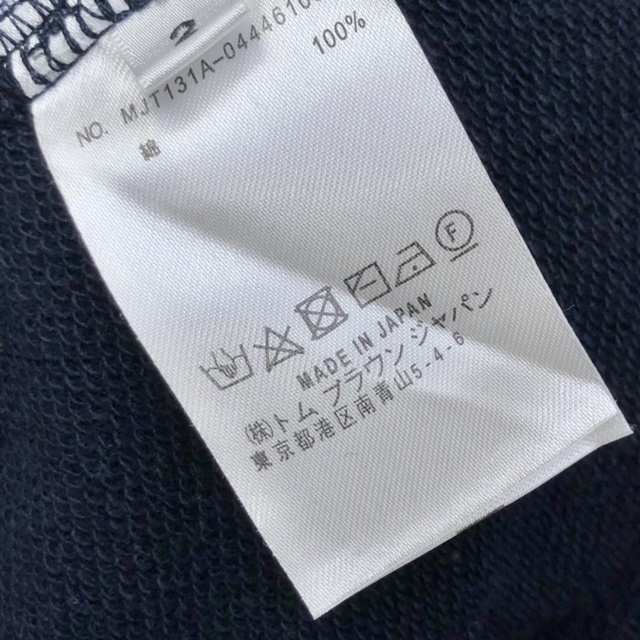 2
NO. MJT131A-0444610
綿 100%
F
MADE IN JAPAN
(株)トム ブラウン ジャパン
東京都港区南青山5-4-6